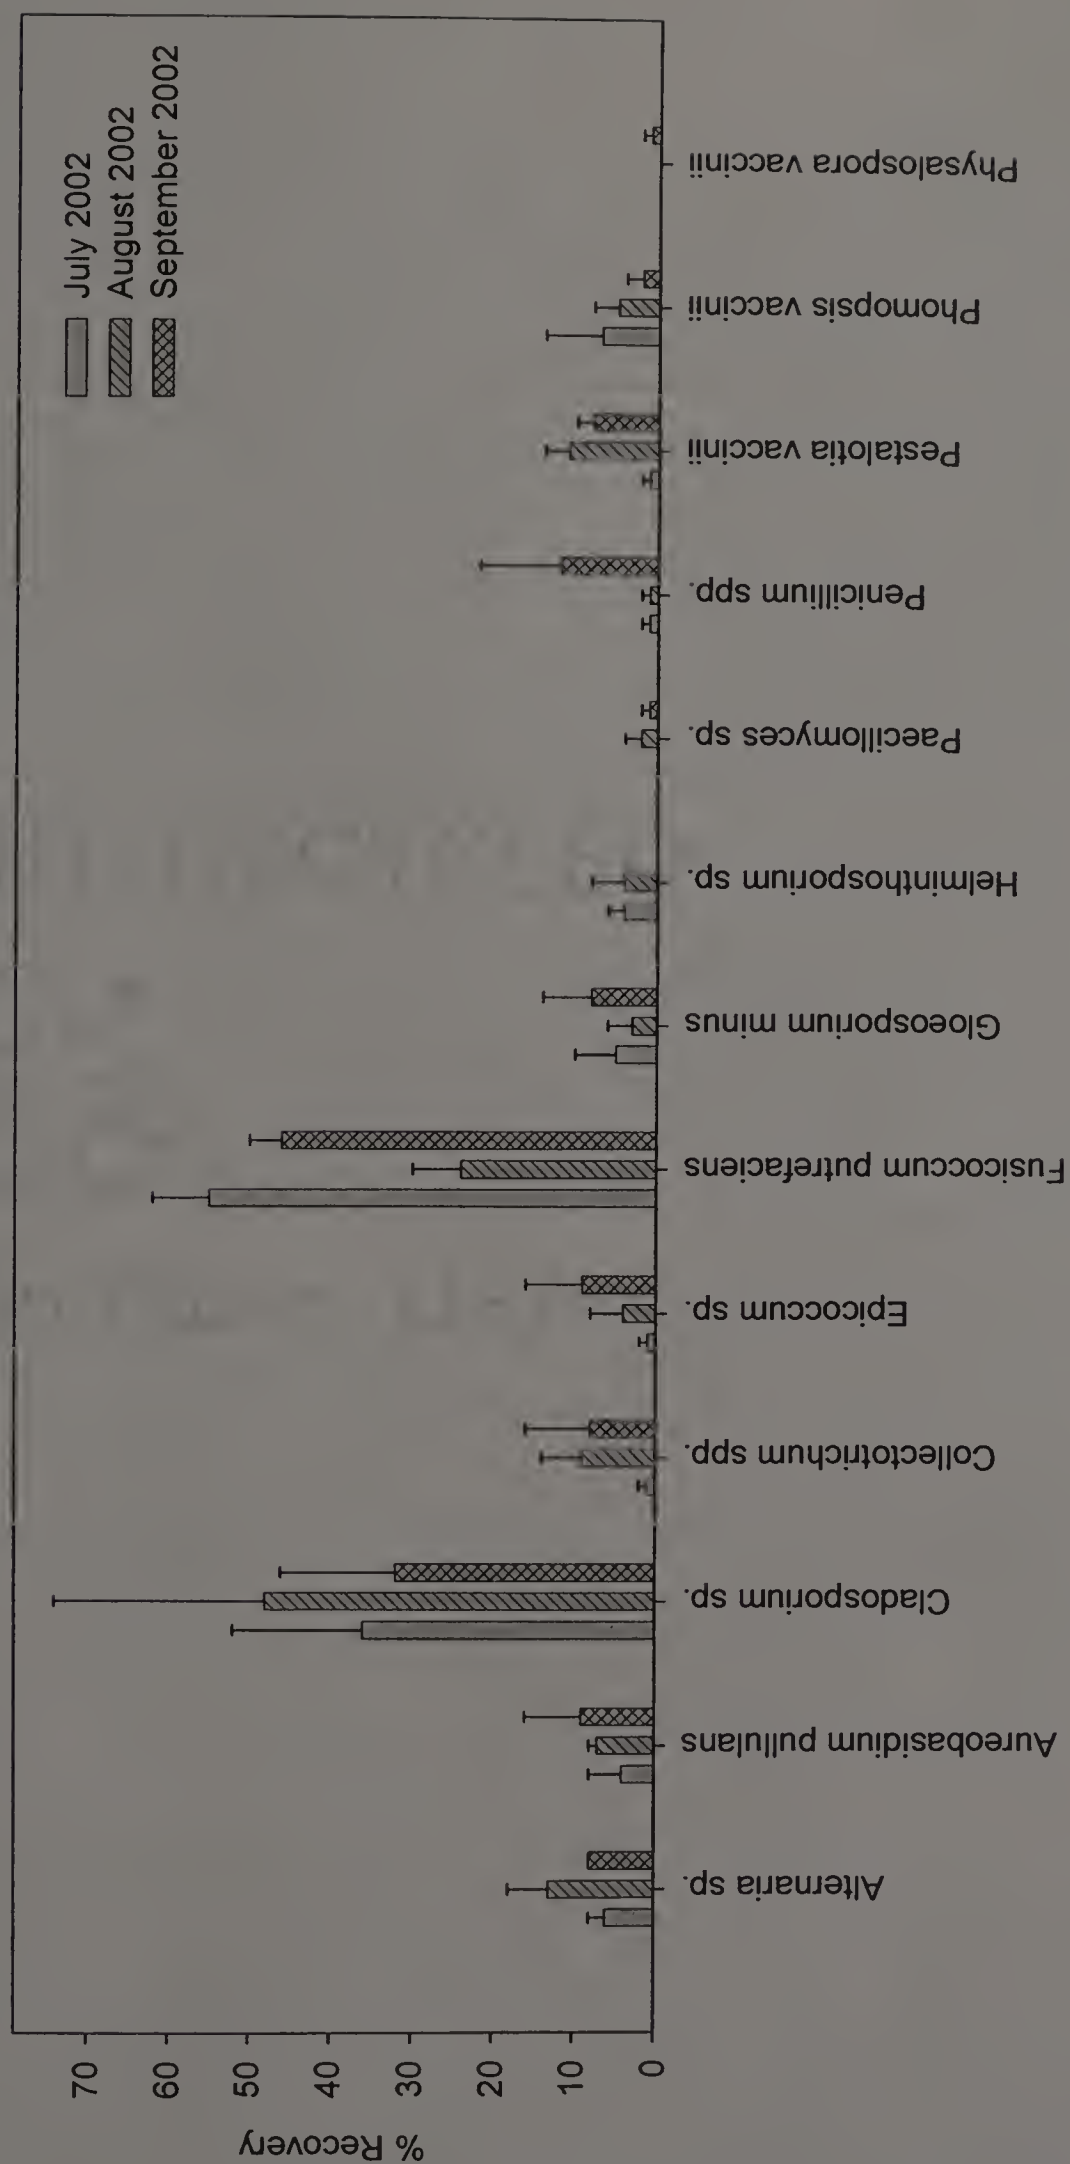 July 2002
August 2002
September 2002
% Recovery
70
60
50
40
30
20
10
0
Alternaria sp.
Aureobasidium pullulans
Cladosporium sp.
Collectotrichum spp.
Epicoccum sp.
Fusicoccum putrefaciens
Gloeosporium minus
Helminthosporium sp.
Paecillomyces sp.
Penicillium spp.
Pestalotia vaccinii
Phomopsis vaccinii
Physalospora vaccinii